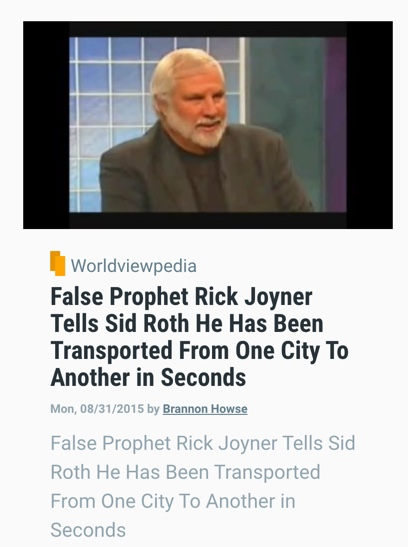 Worldviewpedia
False Prophet Rick Joyner
Tells Sid Roth He Has Been
Transported From One City To
Another in Seconds
Mon, 08/31/2015 by Brannon Howse
False Prophet Rick Joyner Tells Sid
Roth He Has Been Transported
From One City To Another in
Seconds